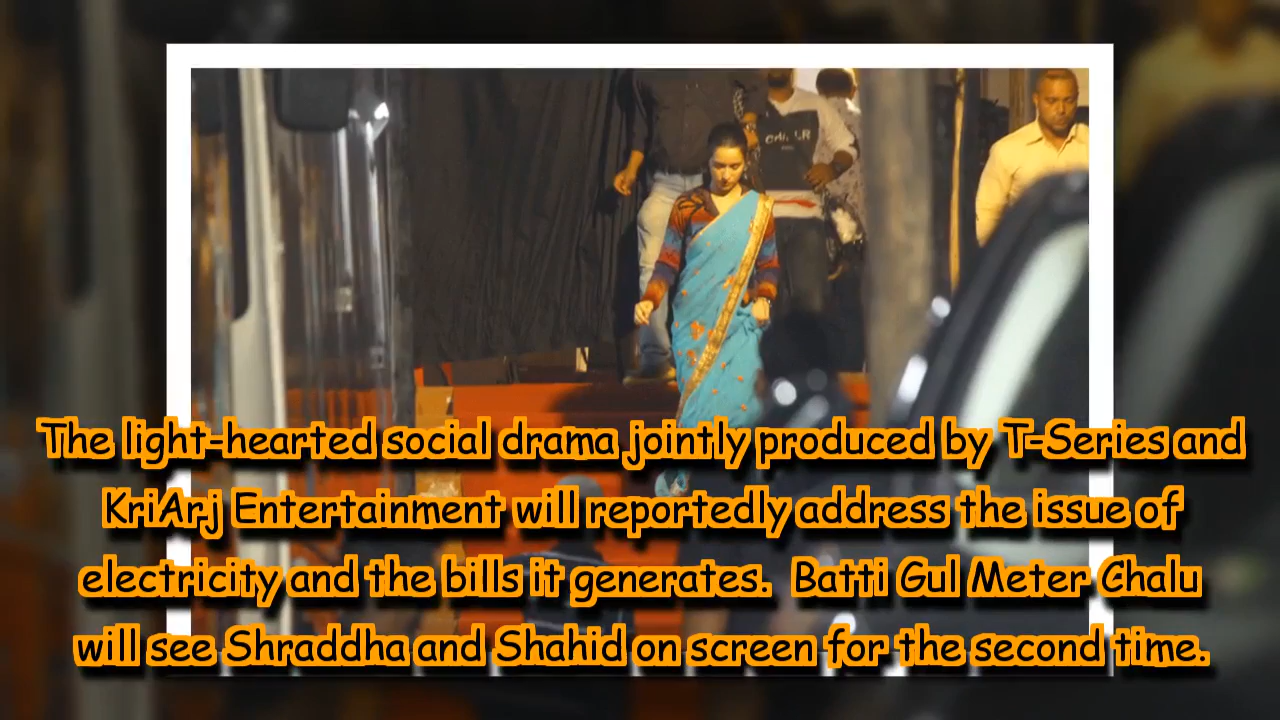 The light-hearted social drama jointly produced by T-Series and
KriArj Entertainment will reportedly address the issue of
electricity and the bills it generates. Batti Gul Meter Chalu
will see Shraddha and Shahid on screen for the second time.